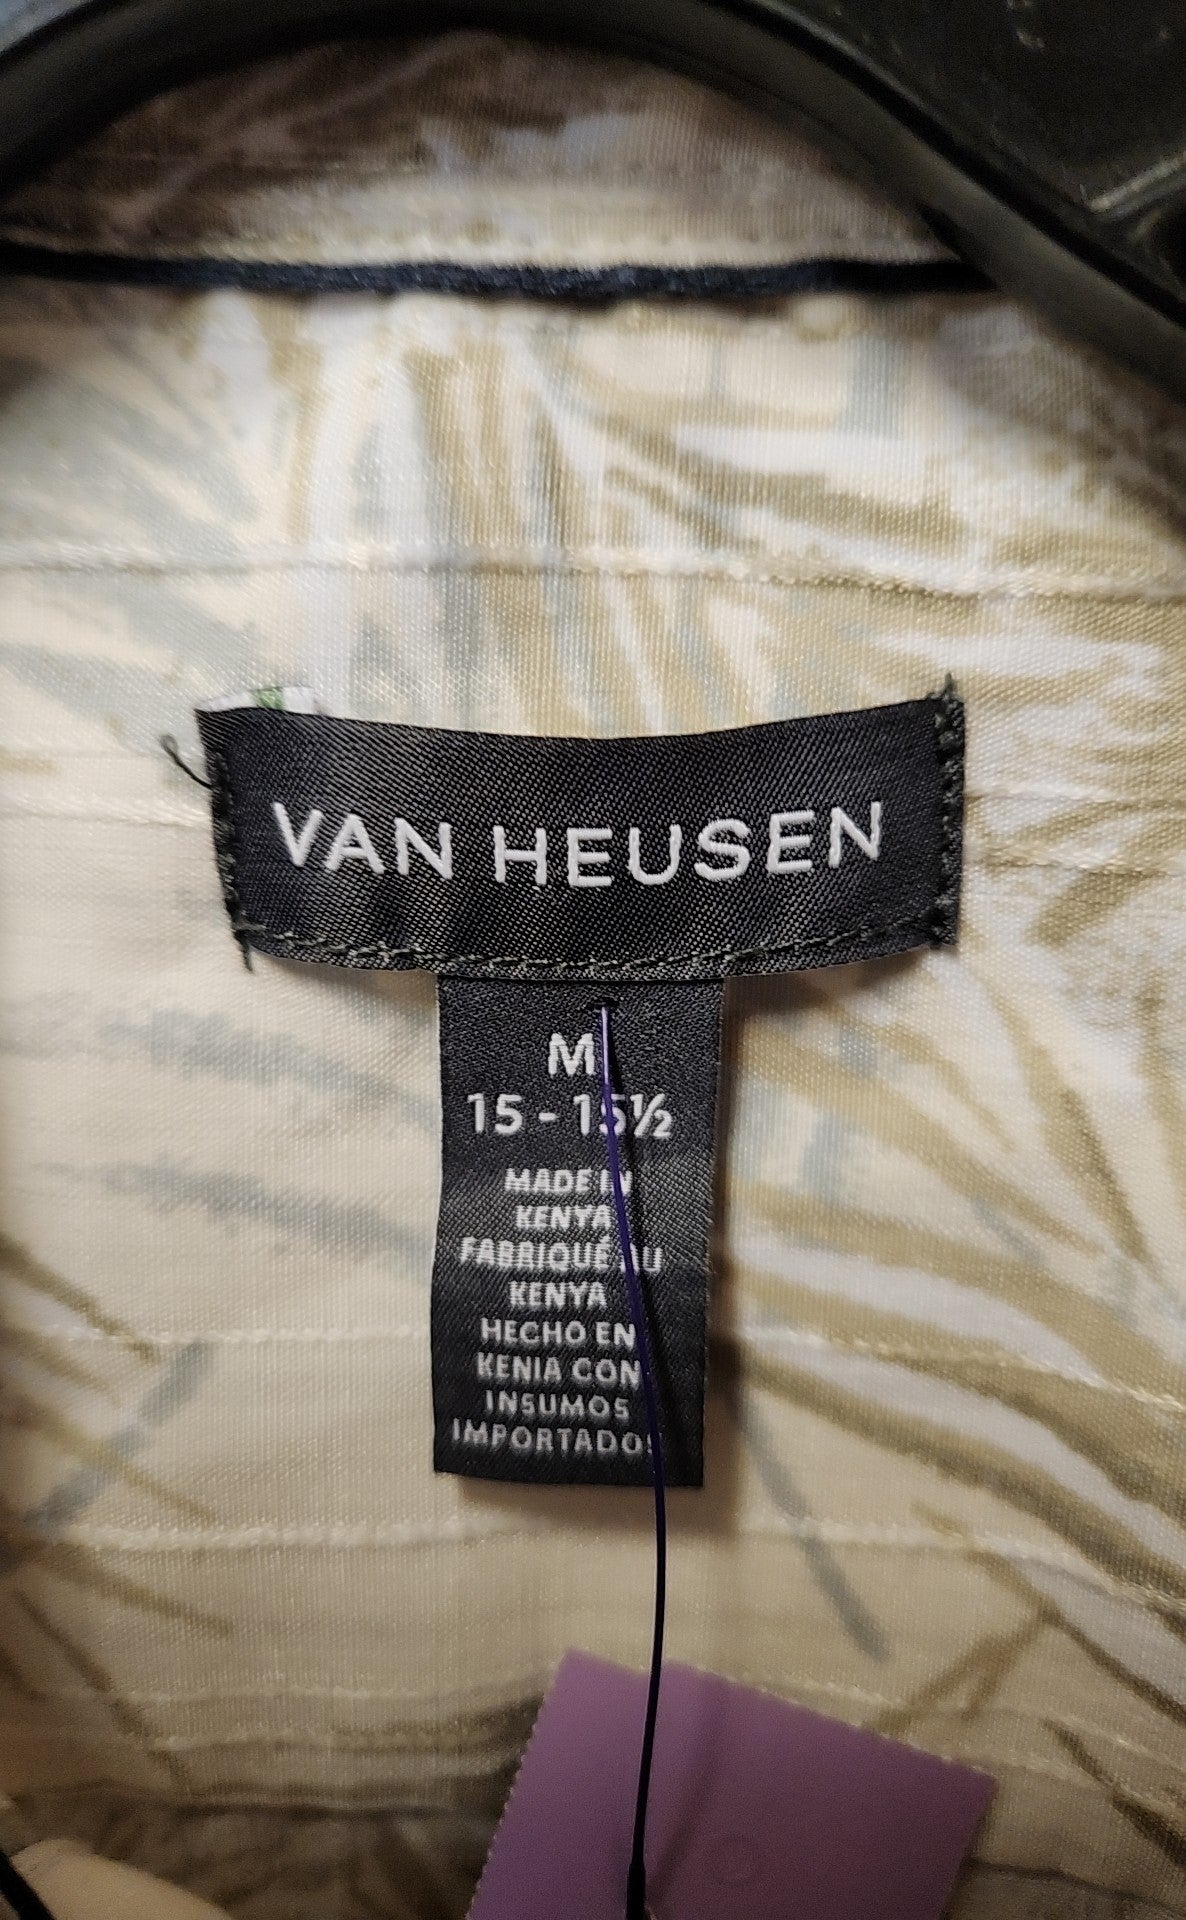 VAN HEUSEN
M
15 - 15½
MADE IN
KENYA
FABRIQUÉ AU
KENYA
HECHO EN
KENIA CON
INSUMOS
IMPORTADOS